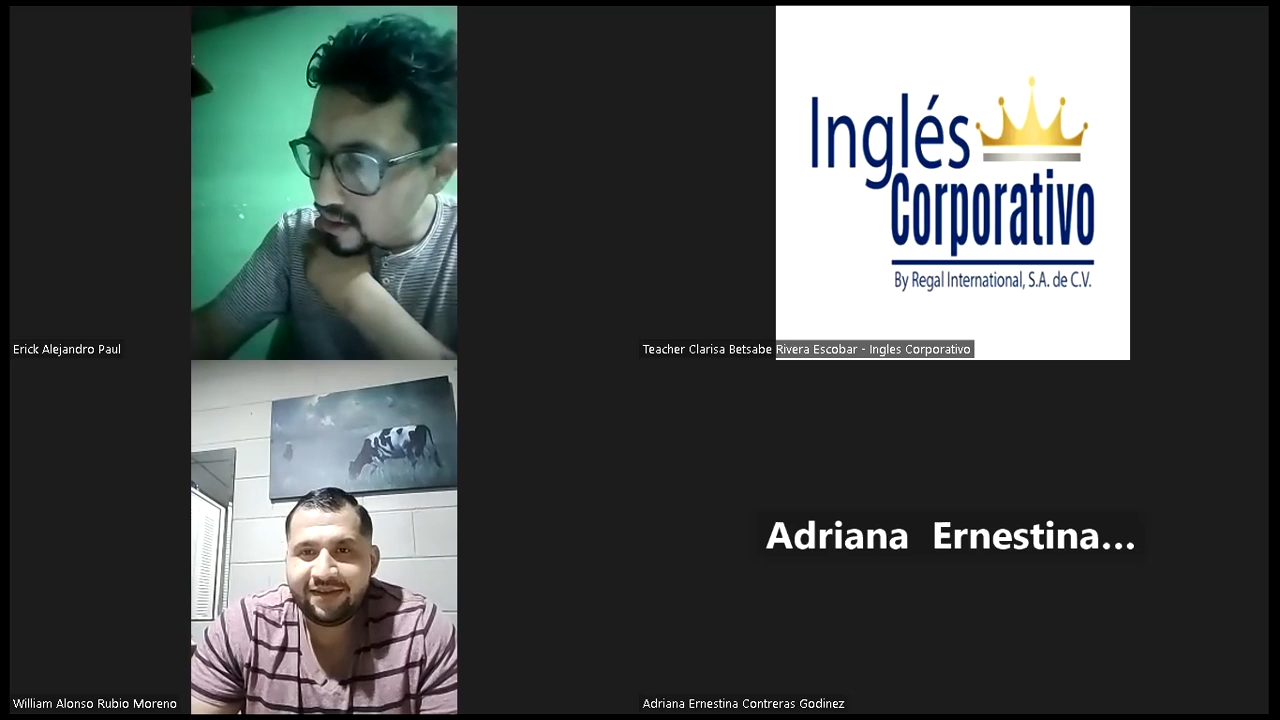 Inglés
Corporativo
By Regal International, S.A. de C.V.
Erick Alejandro Paul
Teacher Clarisa Betsabe Rivera Escobar - Ingles Corporativo
Adriana Ernestina...
William Alonso Rubio Moreno
Adriana Ernestina Contreras Godinez